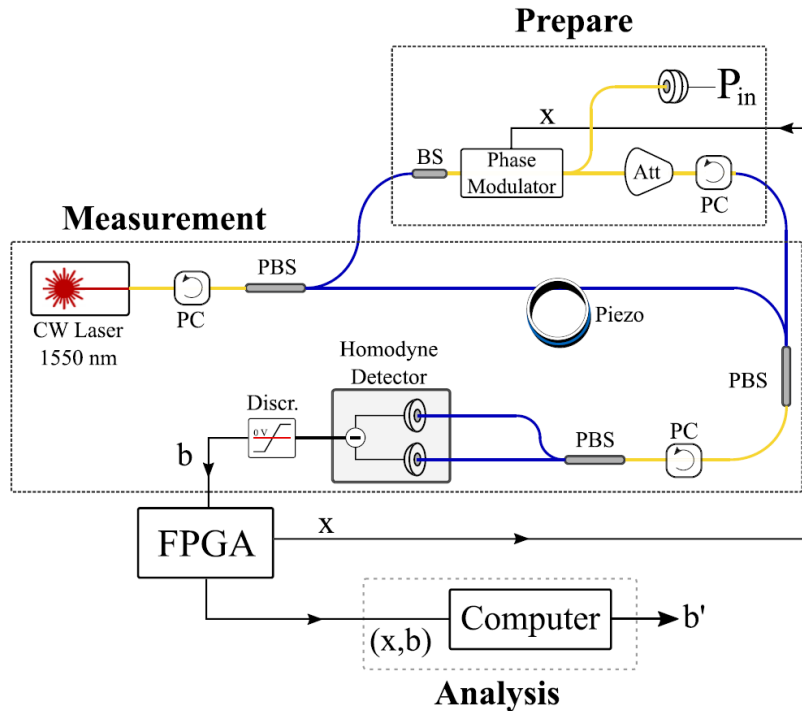 Prepare
P_in
x
BS
Phase
Modulator
Att
PC
Measurement
PBS
CW Laser
1550 nm
PC
Piezo
PBS
Homodyne
Detector
Discr.
0 V
PBS
PC
b
FPGA
x
(x,b)
Computer
b'
Analysis